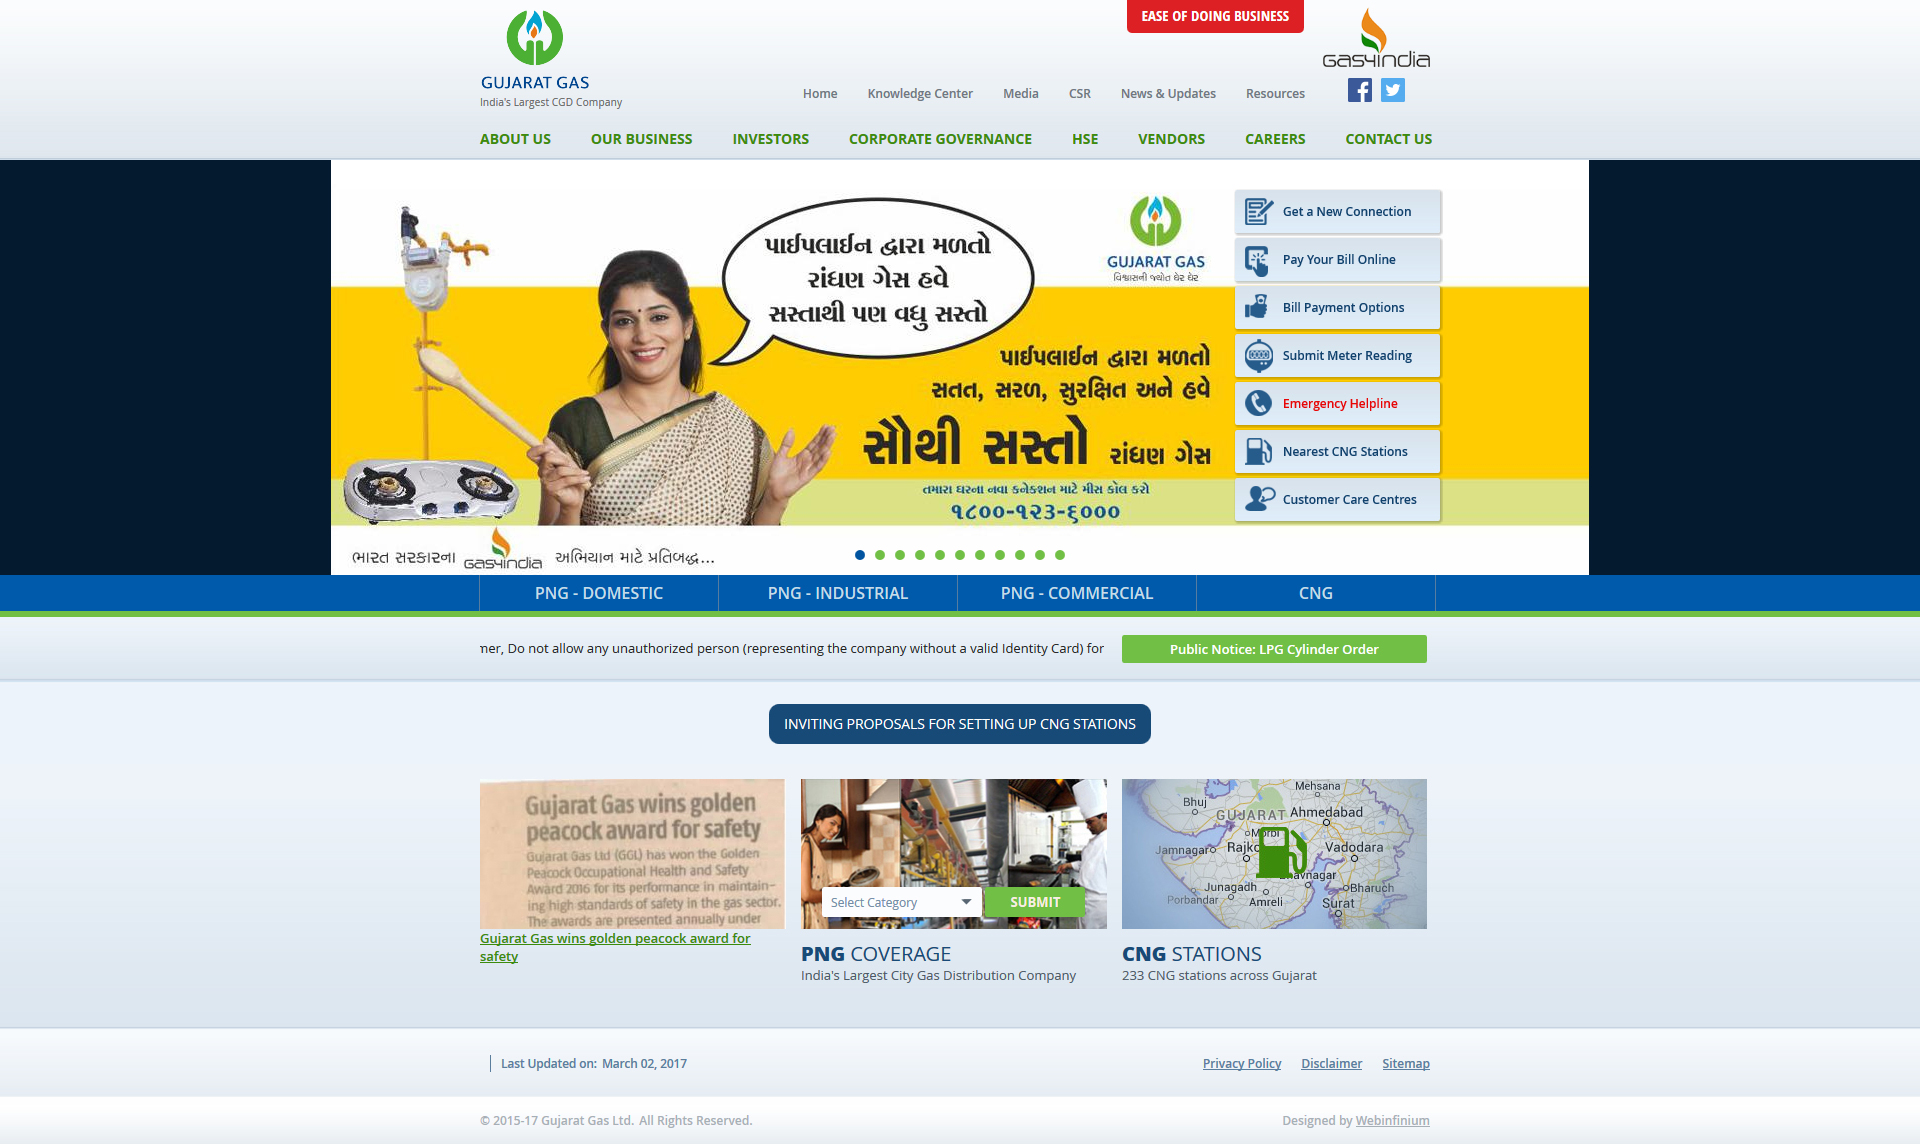 EASE OF DOING BUSINESS
gas4india
GUJARAT GAS
India's Largest CGD Company
Home Knowledge Center Media CSR News & Updates Resources
ABOUT US OUR BUSINESS INVESTORS CORPORATE GOVERNANCE HSE VENDORS CAREERS CONTACT US
પાઈપલાઈન દ્વારા મળતો
રાંધણ ગેસ હવે
સસ્તાથી પણ વધુ સસ્તો
GUJARAT GAS
વિશ્વાસની જ્યોત ઘેર ઘેર
પાઈપલાઈન દ્વારા મળતો
સતત, સરળ, સુરક્ષિત અને હવે
સૌથી સસ્તો રાંધણ ગેસ
તમારા ઘરના નવા કનેક્શન માટે મીસ કોલ કરો
૧૮૦૦-૧૨૩-૬૦૦૦
ભારત સરકારના gas4india અભિયાન માટે પ્રતિબદ્ધ...
Get a New Connection
Pay Your Bill Online
Bill Payment Options
Submit Meter Reading
Emergency Helpline
Nearest CNG Stations
Customer Care Centres
PNG - DOMESTIC PNG - INDUSTRIAL PNG - COMMERCIAL CNG
mer, Do not allow any unauthorized person (representing the company without a valid Identity Card) for
Public Notice: LPG Cylinder Order
INVITING PROPOSALS FOR SETTING UP CNG STATIONS
Gujarat Gas wins golden
peacock award for safety
Gujarat Gas Ltd (GGL) has won the Golden
Peacock Occupational Health and Safety
Award 2016 for its performance in maintain-
ing high standards of safety in the gas sector.
The awards are presented annually under
Gujarat Gas wins golden peacock award for
safety
Select Category SUBMIT
PNG COVERAGE
India's Largest City Gas Distribution Company
Mehsana
Bhuj
GUJARAT Ahmedabad
Morbi
Jamnagar Rajko Vadodara
avnagar
Junagadh Bharuch
Porbandar Amreli Surat
CNG STATIONS
233 CNG stations across Gujarat
Last Updated on: March 02, 2017
Privacy Policy Disclaimer Sitemap
© 2015-17 Gujarat Gas Ltd. All Rights Reserved.
Designed by Webinfinium